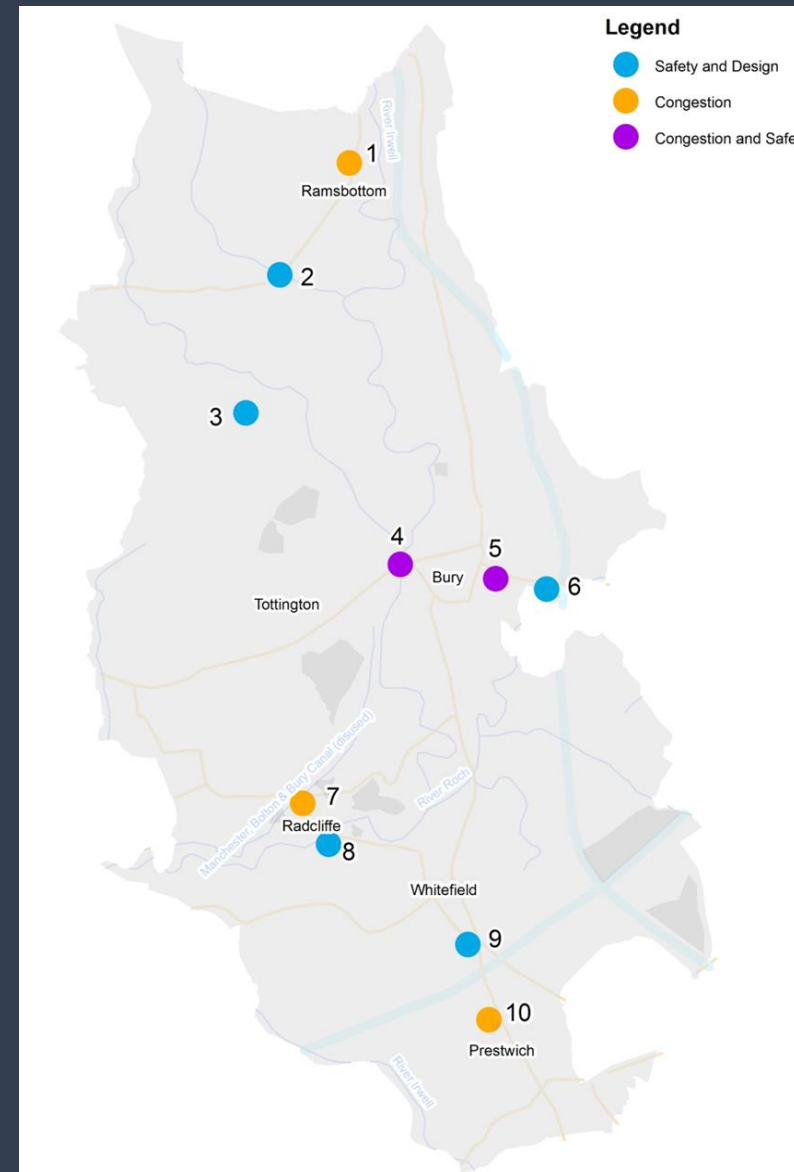 Legend
Safety and Design
Congestion
Congestion and Safe
River Irwell
1
Ramsbottom
2
3
4
5
Bury
6
Tottington
Manchester, Bolton & Bury Canal (disused)
River Roch
7
Radcliffe
8
Whitefield
9
10
Prestwich
River Irwell